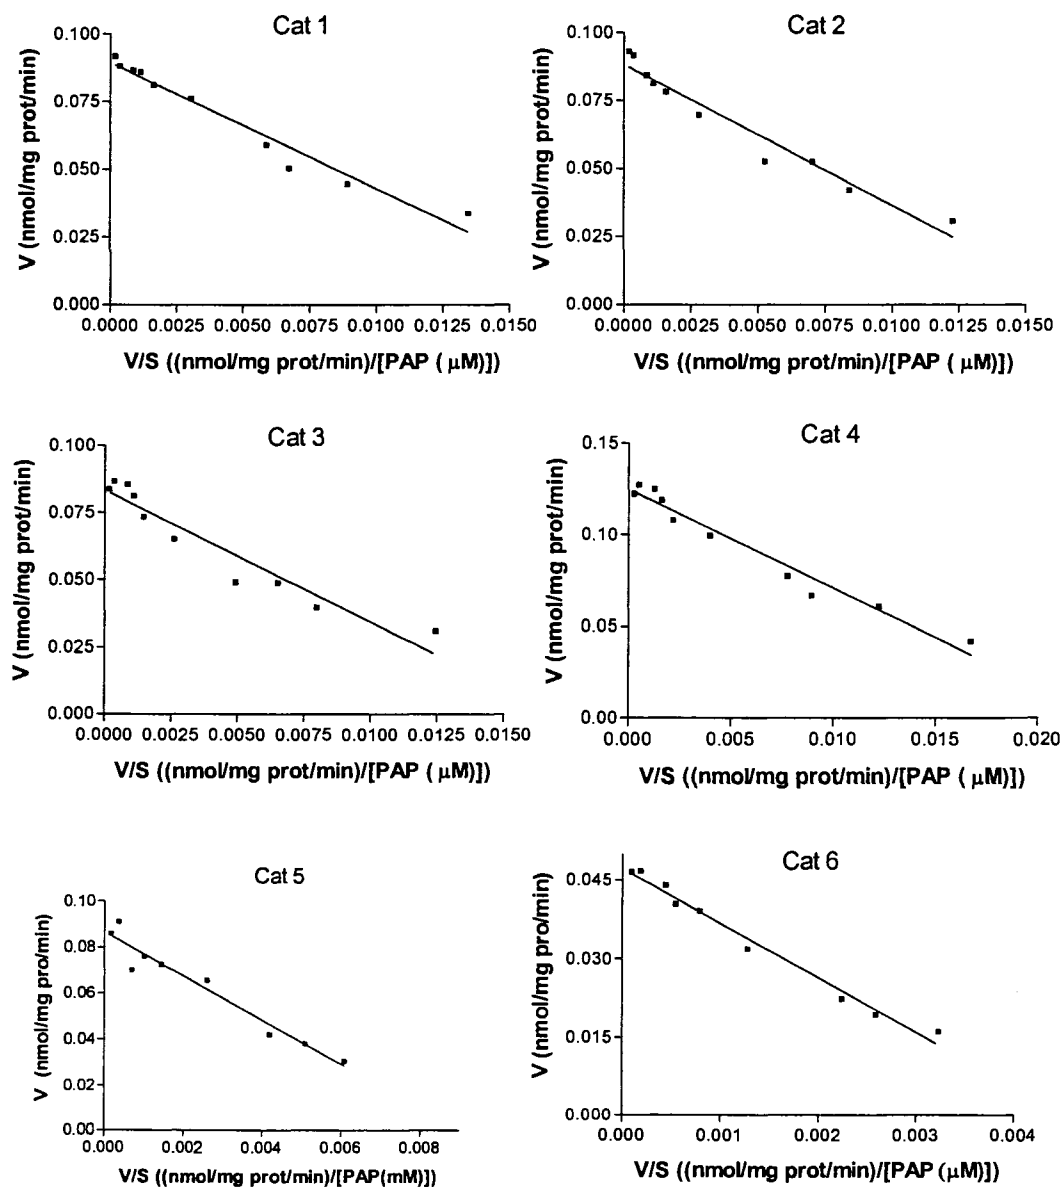 Cat 1
V (nmol/mg prot/min)
0.100
0.075
0.050
0.025
0.000
0.0000 0.0025 0.0050 0.0075 0.0100 0.0125 0.0150
V/S ((nmol/mg prot/min)/[PAP ( μM)])
Cat 2
V (nmol/mg prot/min)
0.100
0.075
0.050
0.025
0.000
0.0000 0.0025 0.0050 0.0075 0.0100 0.0125 0.0150
V/S ((nmol/mg prot/min)/[PAP ( μM)])
Cat 3
V (nmol/mg prot/min)
0.100
0.075
0.050
0.025
0.000
0.0000 0.0025 0.0050 0.0075 0.0100 0.0125 0.0150
V/S ((nmol/mg prot/min)/[PAP ( μM)])
Cat 4
V (nmol/mg prot/min)
0.15
0.10
0.05
0.00
0.000 0.005 0.010 0.015 0.020
V/S ((nmol/mg prot/min)/[PAP ( μM)])
Cat 5
V (nmol/mg pro/min)
0.10
0.08
0.06
0.04
0.02
0.00
0.000 0.002 0.004 0.006 0.008
V/S ((nmol/mg prot/min)/[PAP(mM)])
Cat 6
V (nmol/mg pro/min)
0.045
0.030
0.015
0.000
0.000 0.001 0.002 0.003 0.004
V/S ((nmol/mg prot/min)/[PAP (μM)])